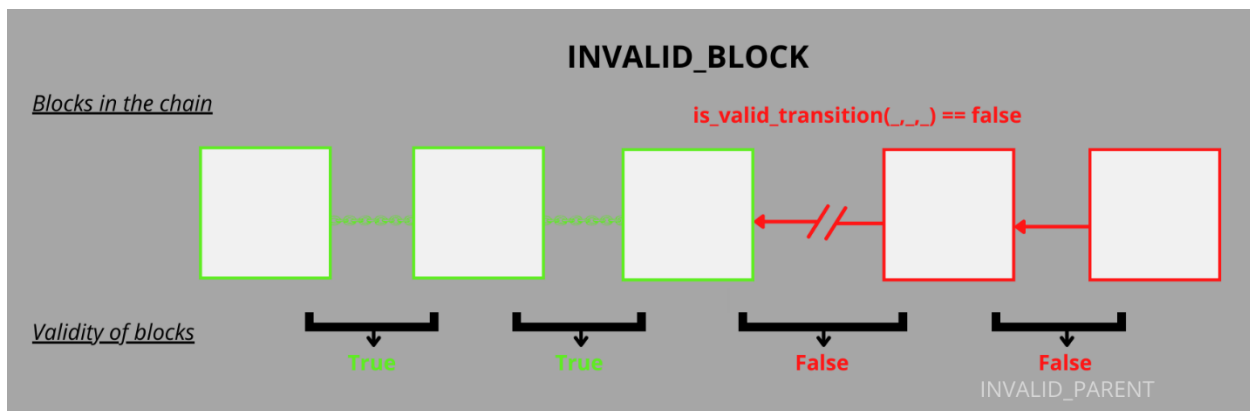 INVALID_BLOCK
Blocks in the chain
is_valid_transition(_,_,_) == false
Validity of blocks
True
True
False
False
INVALID_PARENT